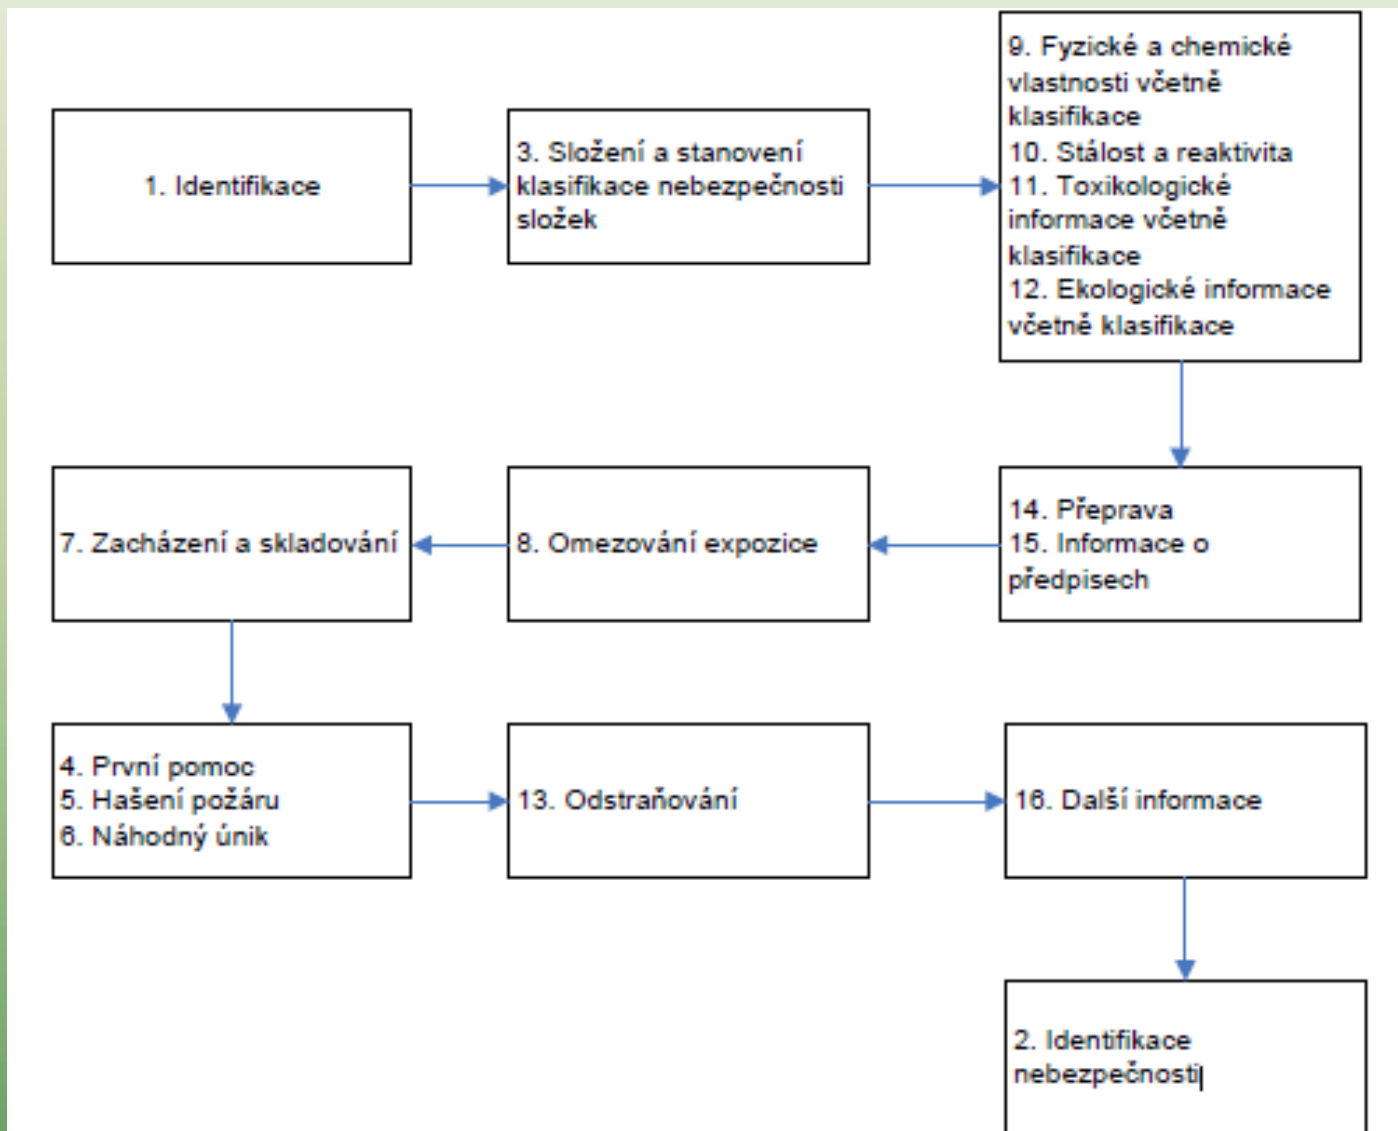 1. Identifikace
3. Složení a stanovení
klasifikace nebezpečnosti
složek
9. Fyzické a chemické
vlastnosti včetně
klasifikace
10. Stálost a reaktivita
11. Toxikologické
informace včetně
klasifikace
12. Ekologické informace
včetně klasifikace
14. Přeprava
15. Informace o
předpisech
8. Omezování expozice
7. Zacházení a skladování
4. První pomoc
5. Hašení požáru
6. Náhodný únik
13. Odstraňování
16. Další informace
2. Identifikace
nebezpečnosti